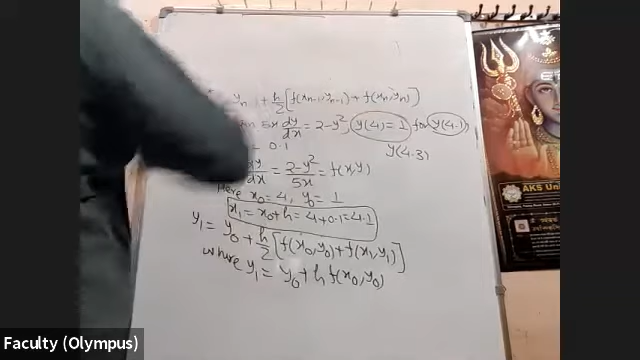 yn-1 + h/2 [f(xn-1, yn-1) + f(xn, yn)]
5x dy/dx = 2-y², y(4) = 1 for y(4.1),
= 0.1 y(4.3)
dy/dx = 2-y²/5x = f(x,y)
Here x0 = 4, y0 = 1
x1 = x0+h = 4+0.1 = 4.1
y1 = y0 + h/2 [f(x0,y0) + f(x1,y1)]
where y1 = y0 + h f(x0,y0)
AKS Uni
Faculty (Olympus)